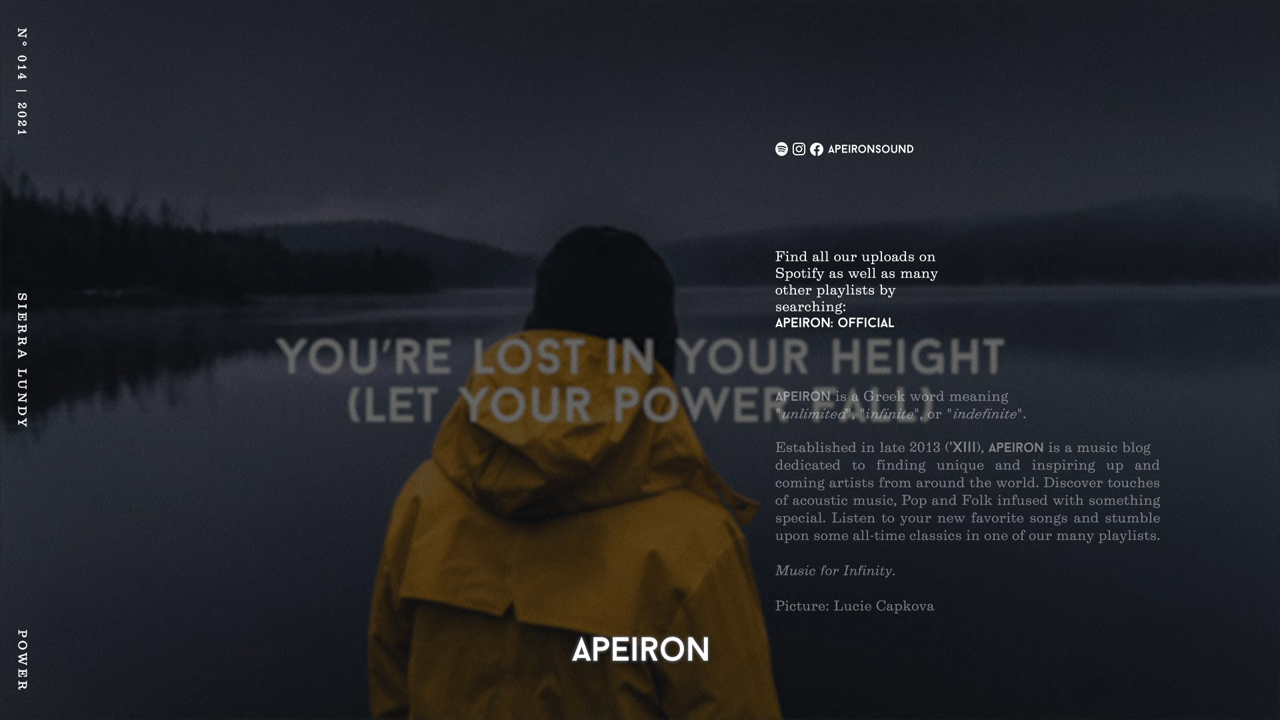 N° 014 | 2021
SIERRA LUNDY
POWER
APEIRONSOUND
Find all our uploads on
Spotify as well as many
other playlists by
searching:
APEIRON: OFFICIAL
YOU'RE LOST IN YOUR HEIGHT
(LET YOUR POWER FALL)
APEIRON is a Greek word meaning
"unlimited", "infinite", or "indefinite".
Established in late 2013 ('XIII), APEIRON is a music blog
dedicated to finding unique and inspiring up and
coming artists from around the world. Discover touches
of acoustic music, Pop and Folk infused with something
special. Listen to your new favorite songs and stumble
upon some all-time classics in one of our many playlists.
Music for Infinity.
Picture: Lucie Capkova
APEIRON